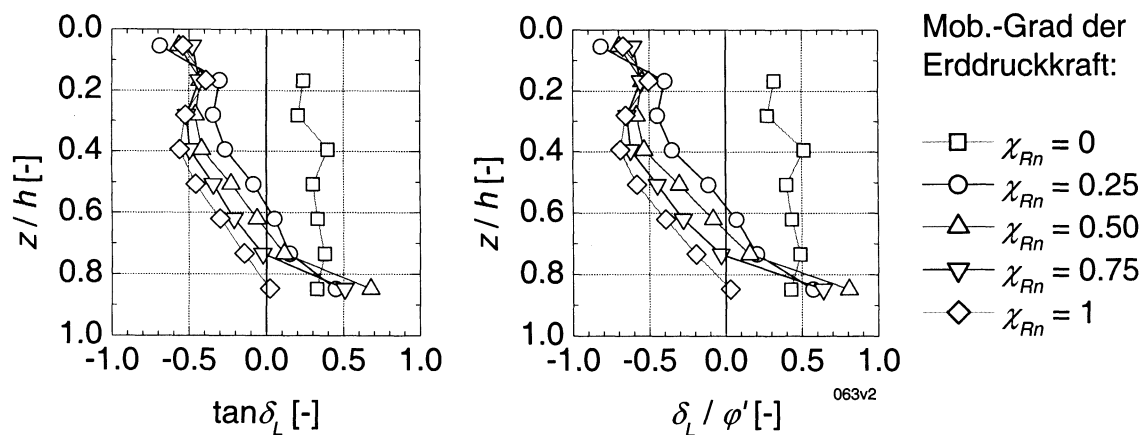 0.0
0.2
0.4
0.6
0.8
1.0
z / h [-]
-1.0 -0.5 0.0 0.5 1.0
tanδL [-]
0.0
0.2
0.4
0.6
0.8
1.0
z / h [-]
-1.0 -0.5 0.0 0.5 1.0
δL / φ' [-]
063v2
Mob.-Grad der
Erddruckkraft:
χRn = 0
χRn = 0.25
χRn = 0.50
χRn = 0.75
χRn = 1